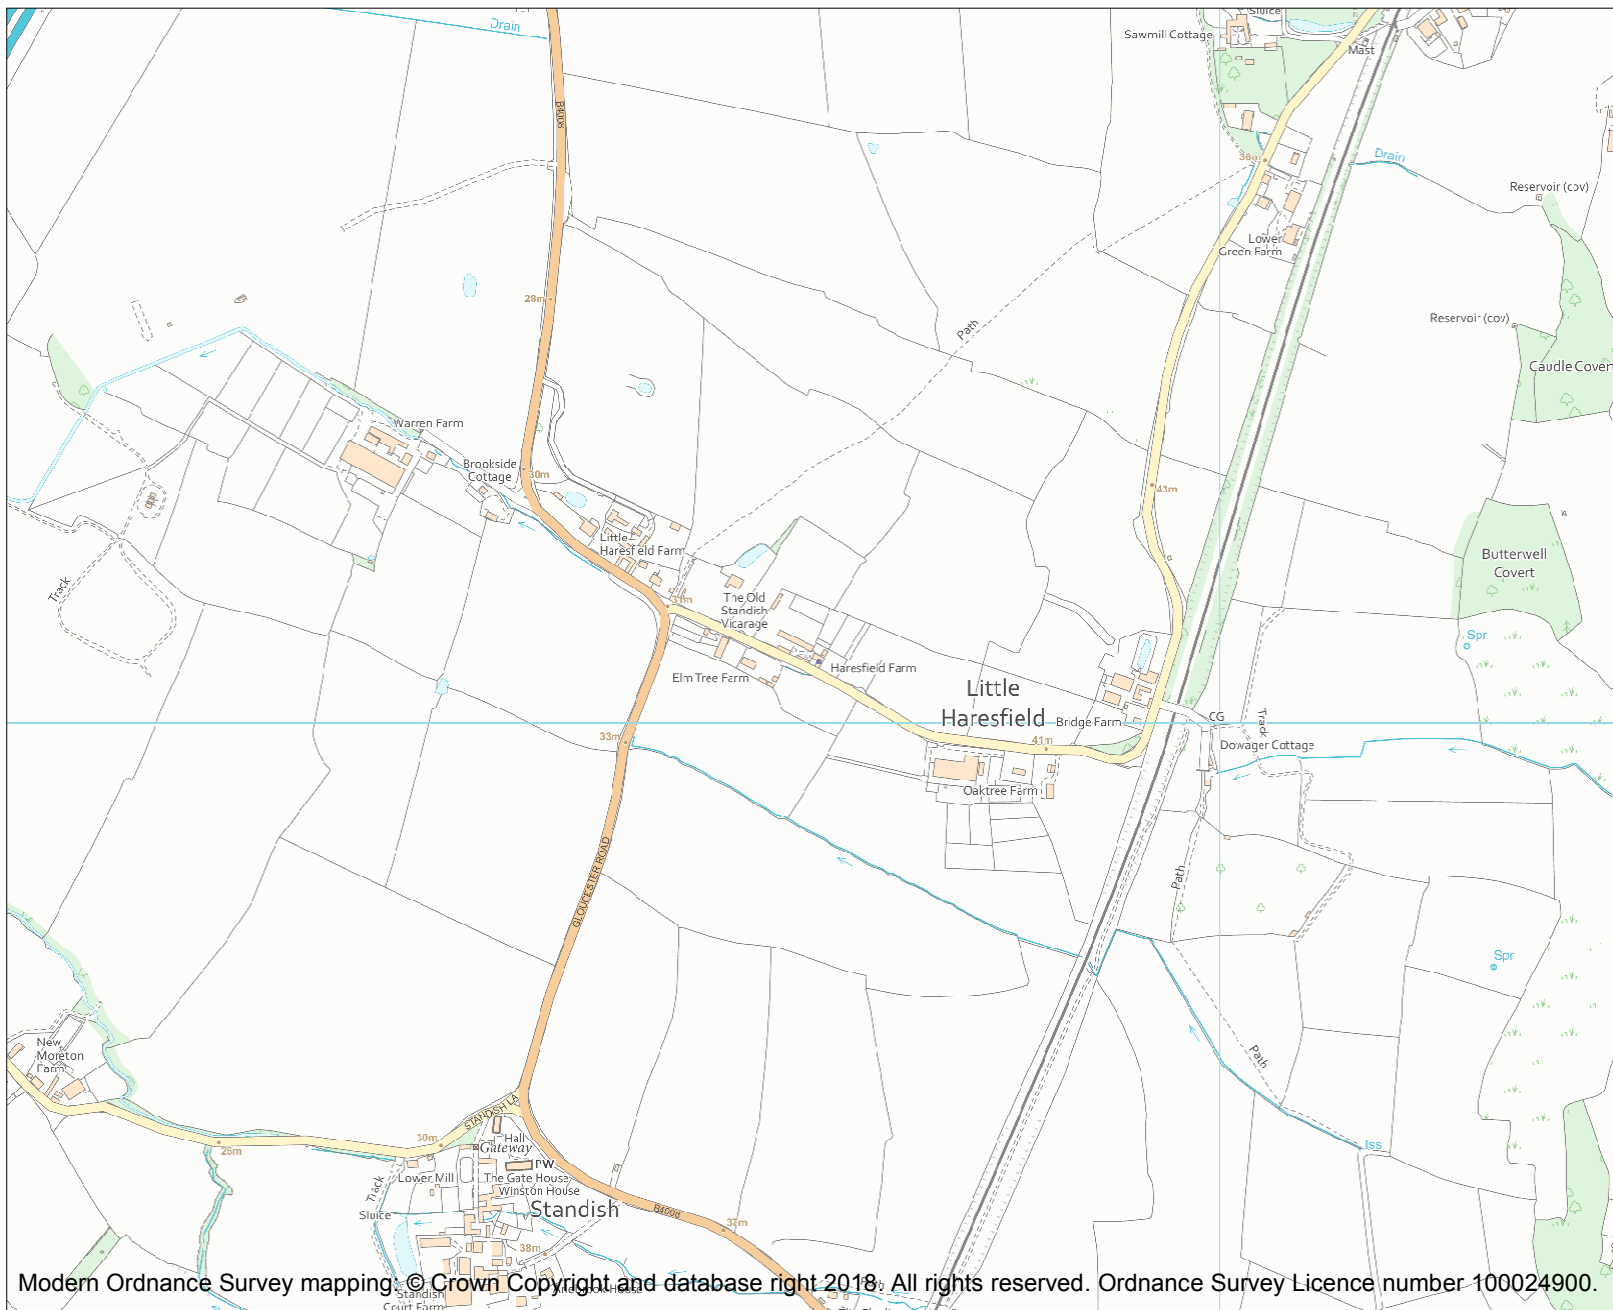 Drain
Sluice
Sawmill Cottage
Mast
B4008
36m
Drain
Reservoir (cov)
Lower
Green Farm
28m
Path
Reservoir (cov)
Caudle Covert
Warren Farm
Brookside
Cottage
30m
43m
Little
Haresfield Farm
Butterwell
Covert
Track
31m
The Old
Standish
Vicarage
Spr
Elm Tree Farm
Haresfield Farm
Little
Haresfield
Bridge Farm
CG
Track
33m
41m
Dowager Cottage
Oaktree Farm
GLOUCESTER ROAD
Path
Spr
New
Moreton
Farm
Path
STANDISH LA
30m
26m
Hall
Gateway
PW
Iss
Lower Mill
The Gate House
Winston House
Track
Sluice
Standish
B4008
37m
38m
Path
Modern Ordnance Survey mapping: © Crown Copyright and database right 2018. All rights reserved. Ordnance Survey Licence number 100024900.
Standish
Court Farm